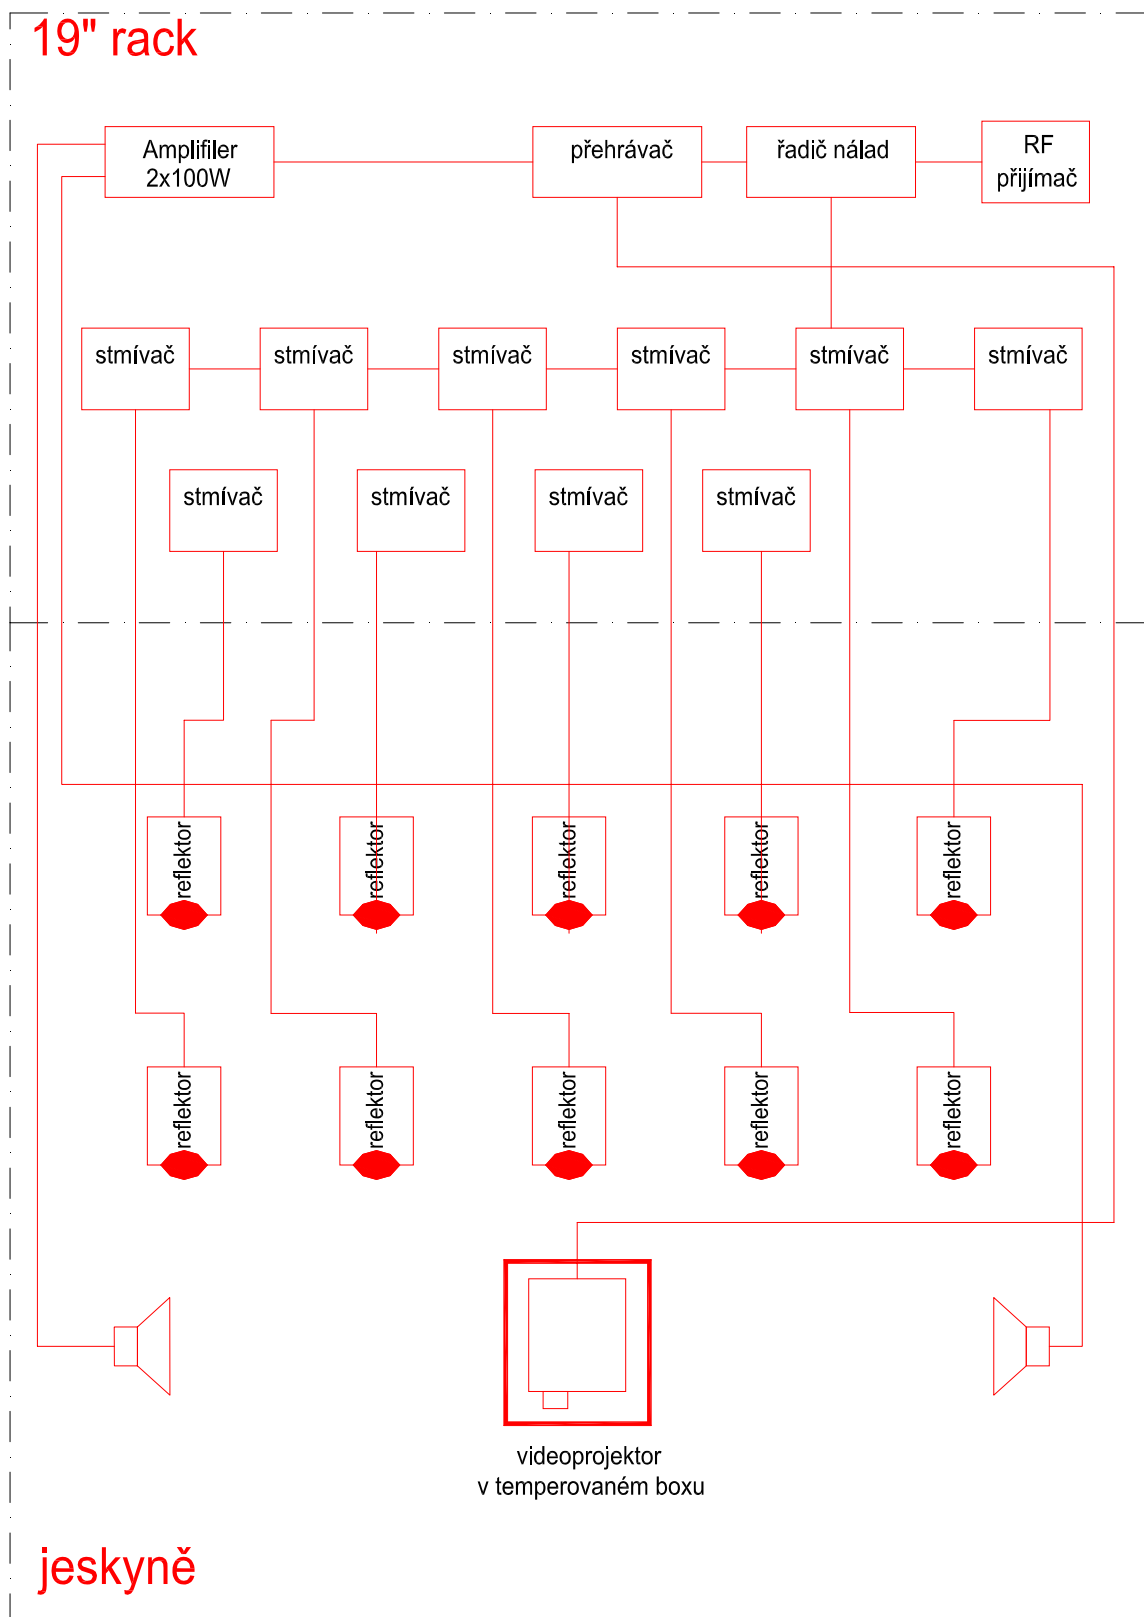 19" rack
Amplifiler
2x100W
přehrávač
řadič nálad
RF
přijímač
stmívač
stmívač
stmívač
stmívač
stmívač
stmívač
stmívač
stmívač
stmívač
stmívač
reflektor
reflektor
reflektor
reflektor
reflektor
reflektor
reflektor
reflektor
reflektor
reflektor
videoprojektor
v temperovaném boxu
jeskyně